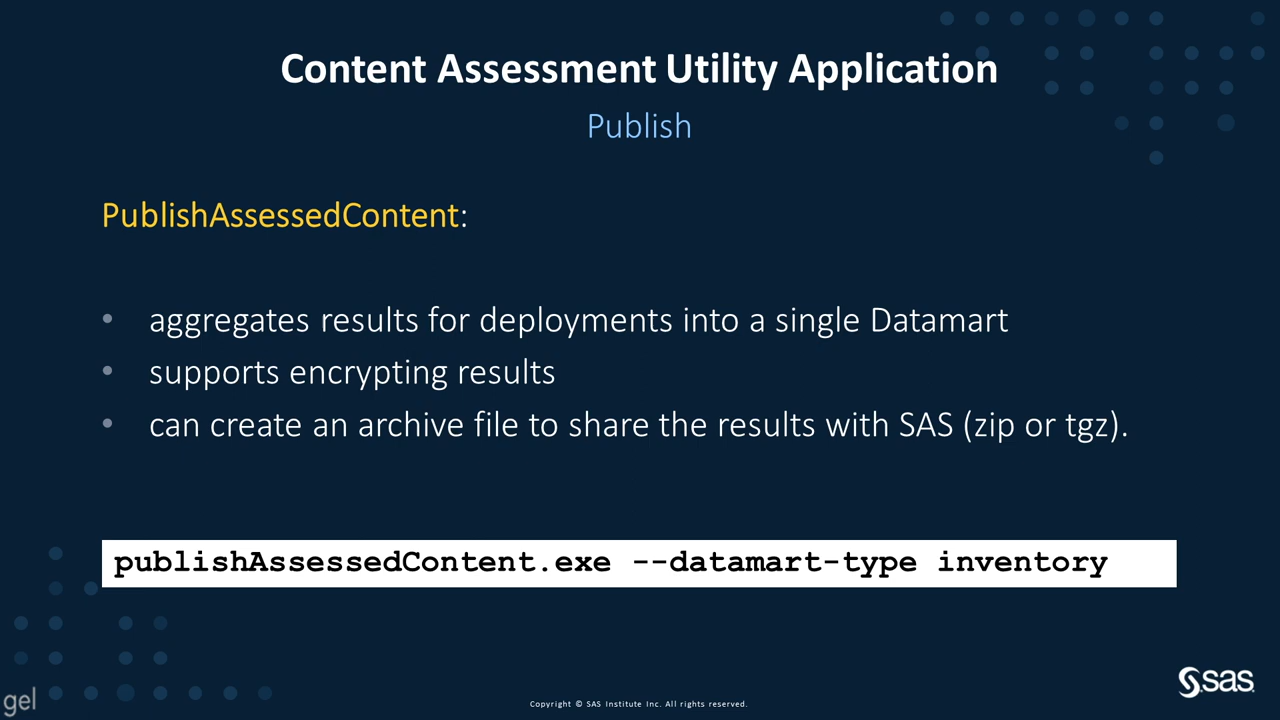 Content Assessment Utility Application
Publish
PublishAssessedContent:
• aggregates results for deployments into a single Datamart
• supports encrypting results
• can create an archive file to share the results with SAS (zip or tgz).
publishAssessedContent.exe --datamart-type inventory
sas
gel
Copyright © SAS Institute Inc. All rights reserved.